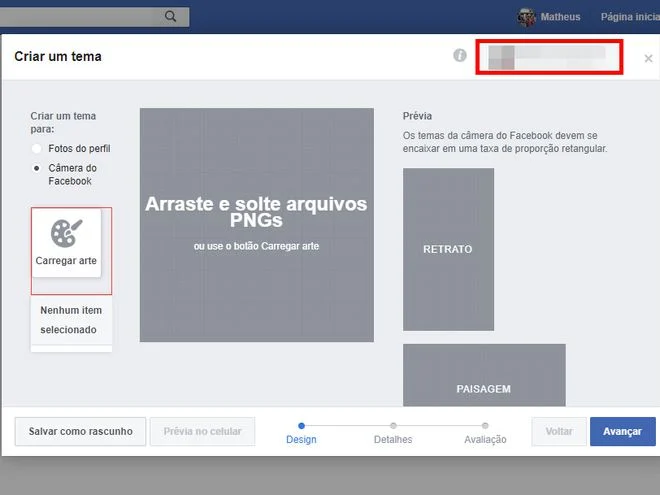 Matheus
Página inicia
Criar um tema
Criar um tema
para:
Fotos do perfil
Câmera do
Facebook
Carregar arte
Nenhum item
selecionado
Arraste e solte arquivos
PNGs
ou use o botão Carregar arte
Prévia
Os temas da câmera do Facebook devem se
encaixar em uma taxa de proporção retangular.
RETRATO
PAISAGEM
Salvar como rascunho
Prévia no celular
Design
Detalhes
Avaliação
Voltar
Avançar